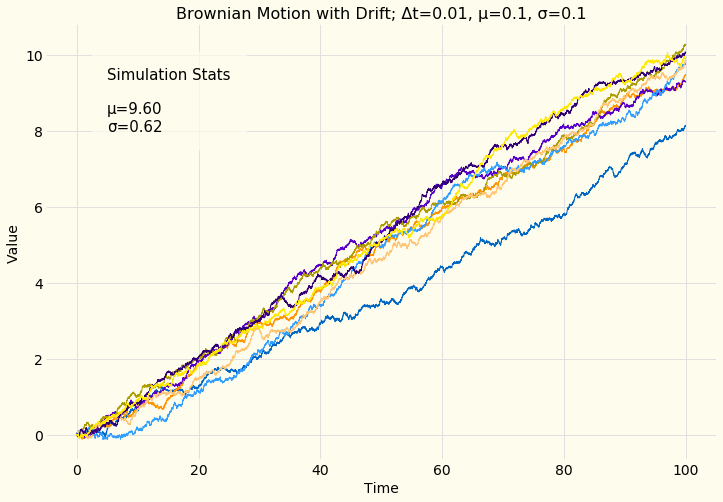 Brownian Motion with Drift; Δt=0.01, μ=0.1, σ=0.1
Simulation Stats
μ=9.60
σ=0.62
Value
10
8
6
4
2
0
0 20 40 60 80 100
Time